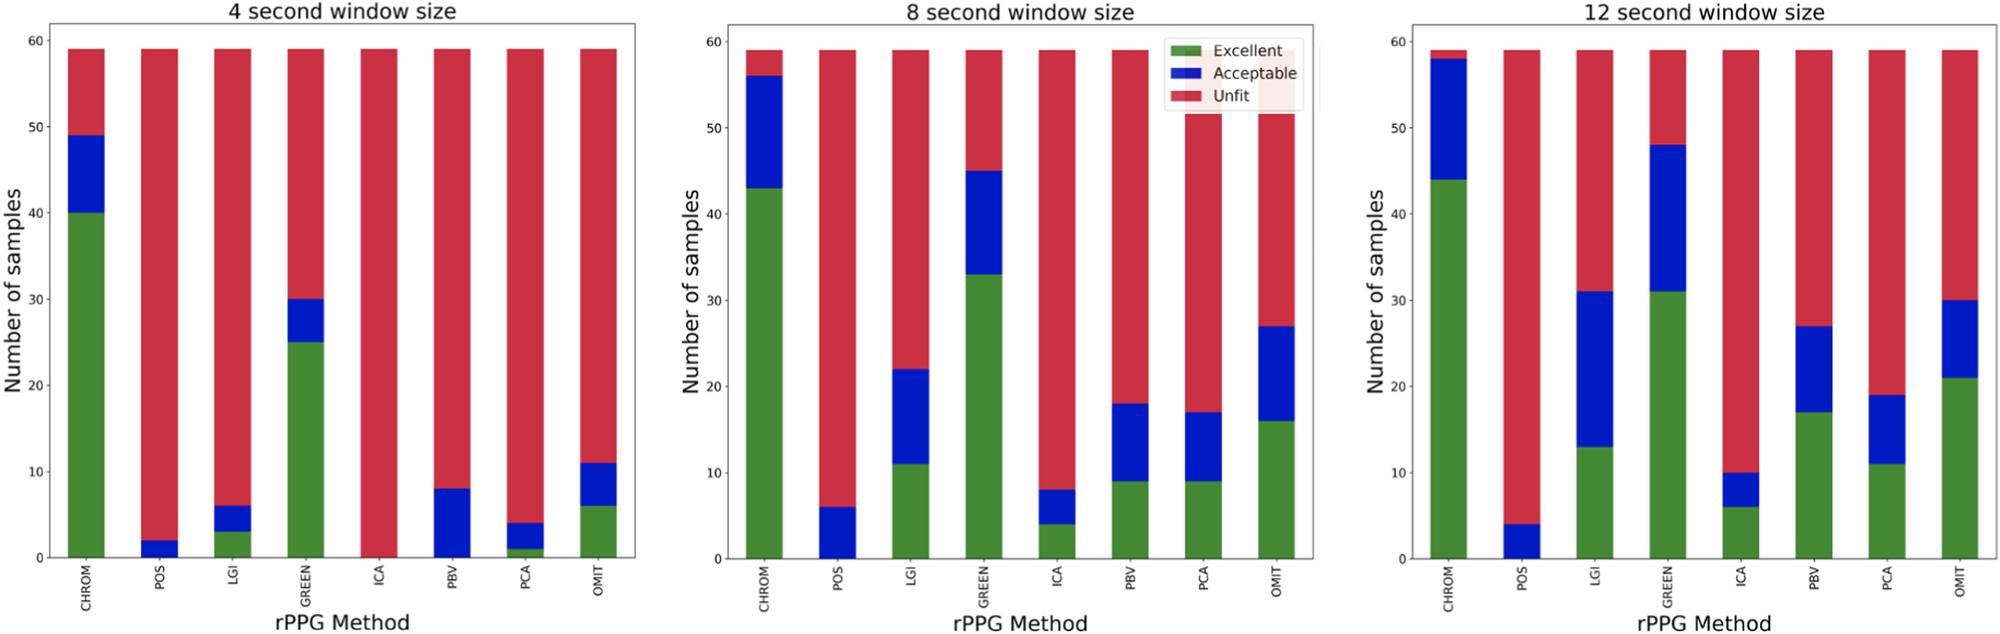 4 second window size
Number of samples
60
50
40
30
20
10
0
CHROM
POS
LGI
GREEN
ICA
PBV
PCA
OMIT
rPPG Method
8 second window size
Number of samples
60
50
40
30
20
10
0
Excellent
Acceptable
Unfit
CHROM
POS
LGI
GREEN
ICA
PBV
PCA
OMIT
rPPG Method
12 second window size
Number of samples
60
50
40
30
20
10
0
CHROM
POS
LGI
GREEN
ICA
PBV
PCA
OMIT
rPPG Method